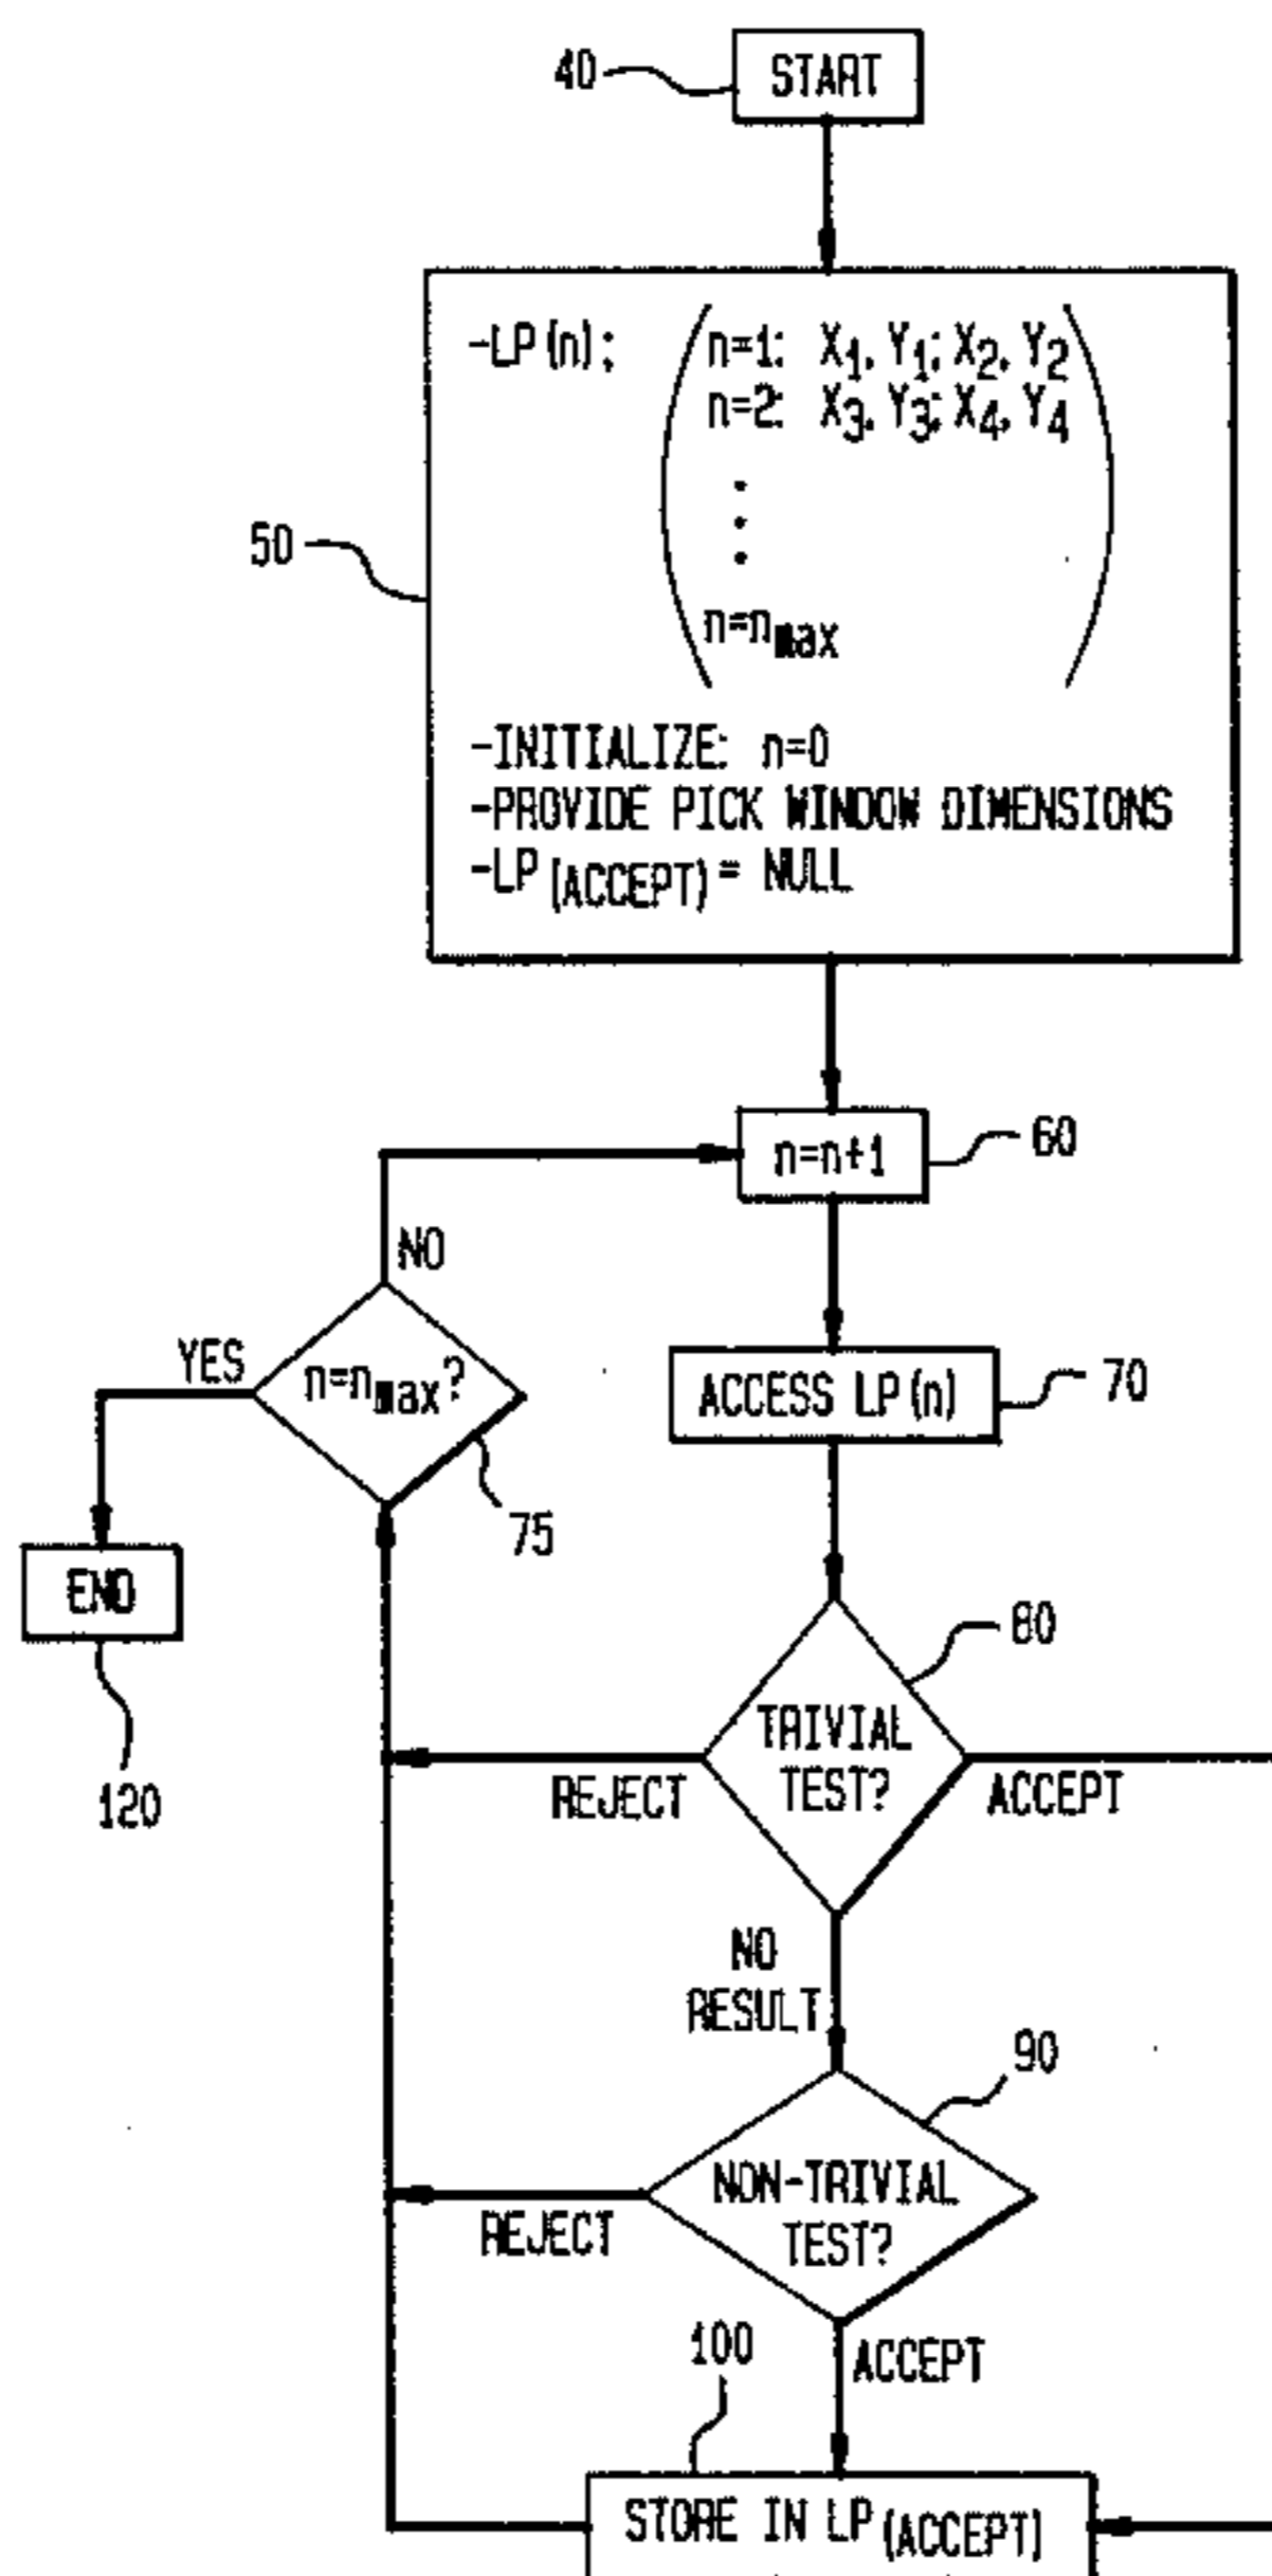 40
START
-LP(n): n=1: X1, Y1; X2, Y2
n=2: X3, Y3; X4, Y4
50
n=nmax
-INITIALIZE: n=0
-PROVIDE PICK WINDOW DIMENSIONS
-LP(ACCEPT) = NULL
n=n+1
60
NO
YES
n=nmax?
ACCESS LP(n)
70
75
END
80
120
TRIVIAL
TEST?
REJECT
ACCEPT
NO
RESULT
90
NON-TRIVIAL
TEST?
REJECT
100
ACCEPT
STORE IN LP(ACCEPT)